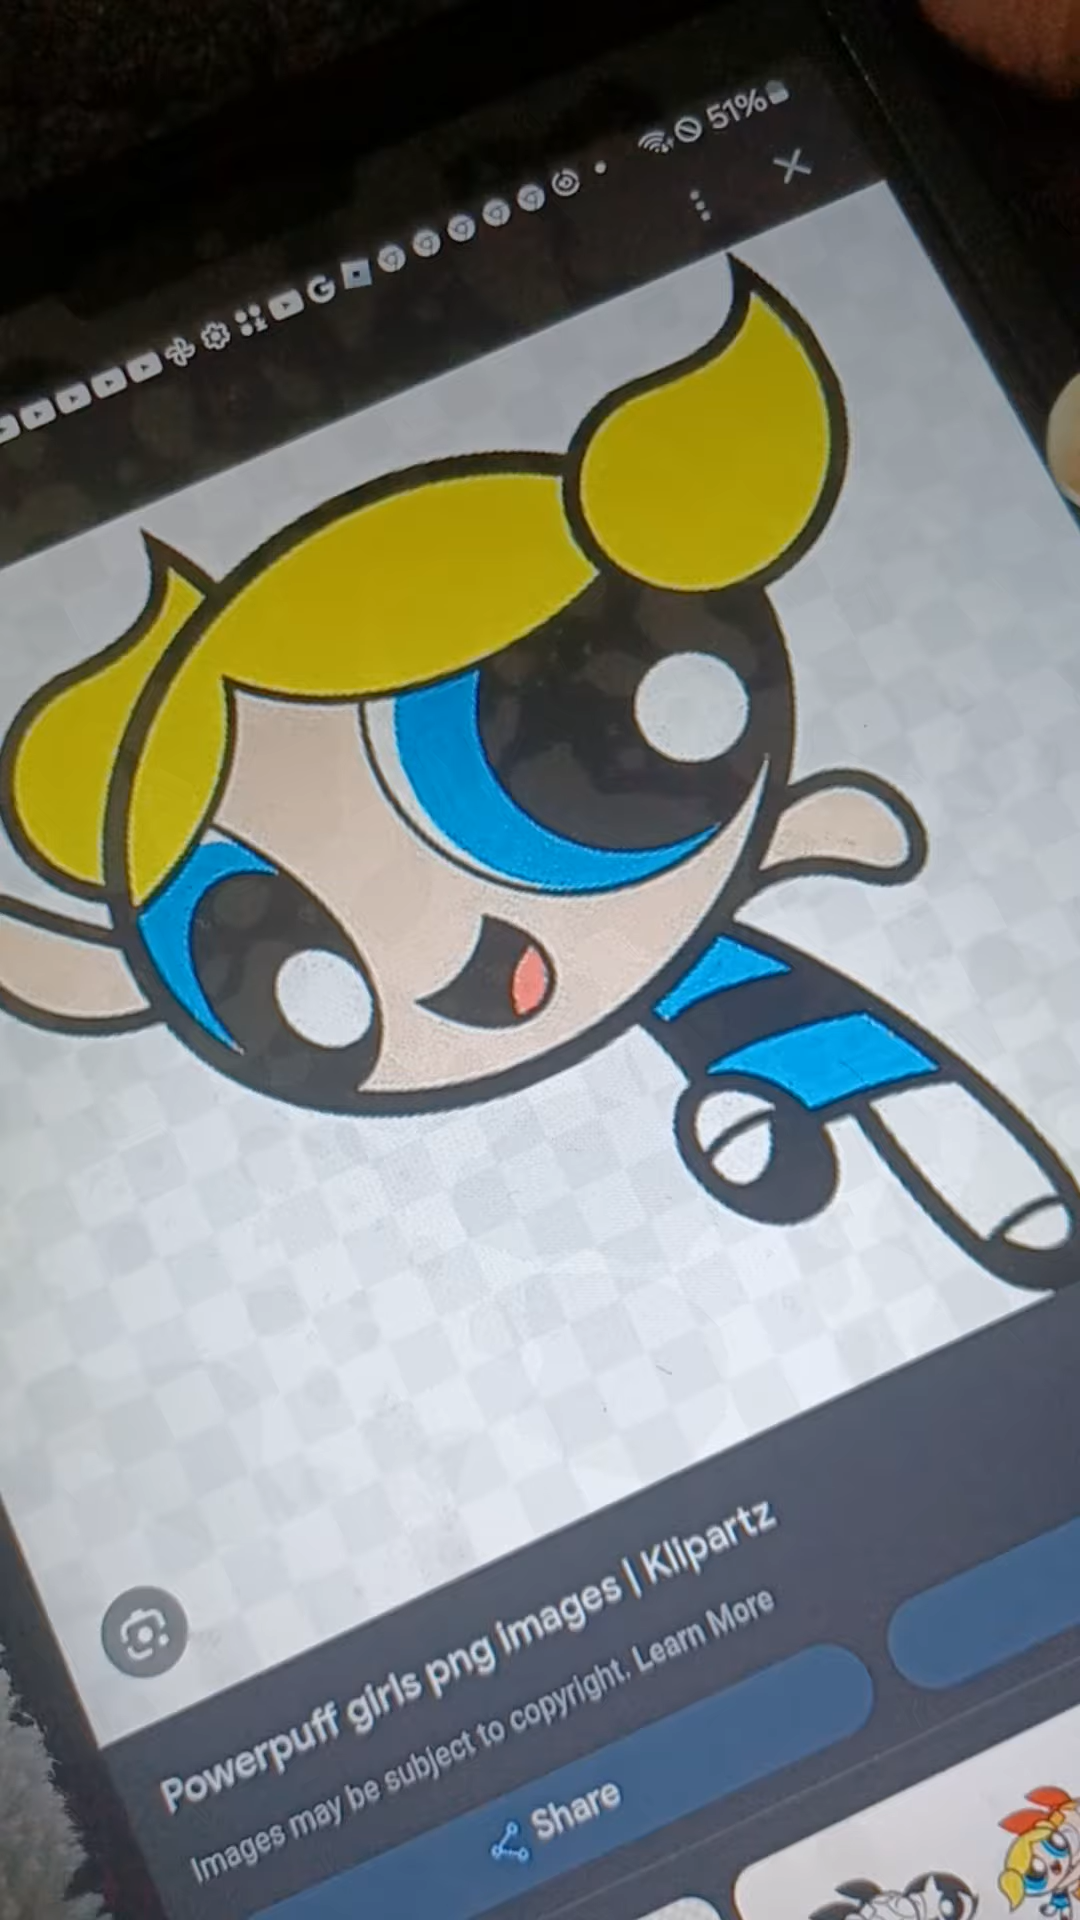 51%
Powerpuff girls png images | Klipartz
Images may be subject to copyright. Learn More
Share